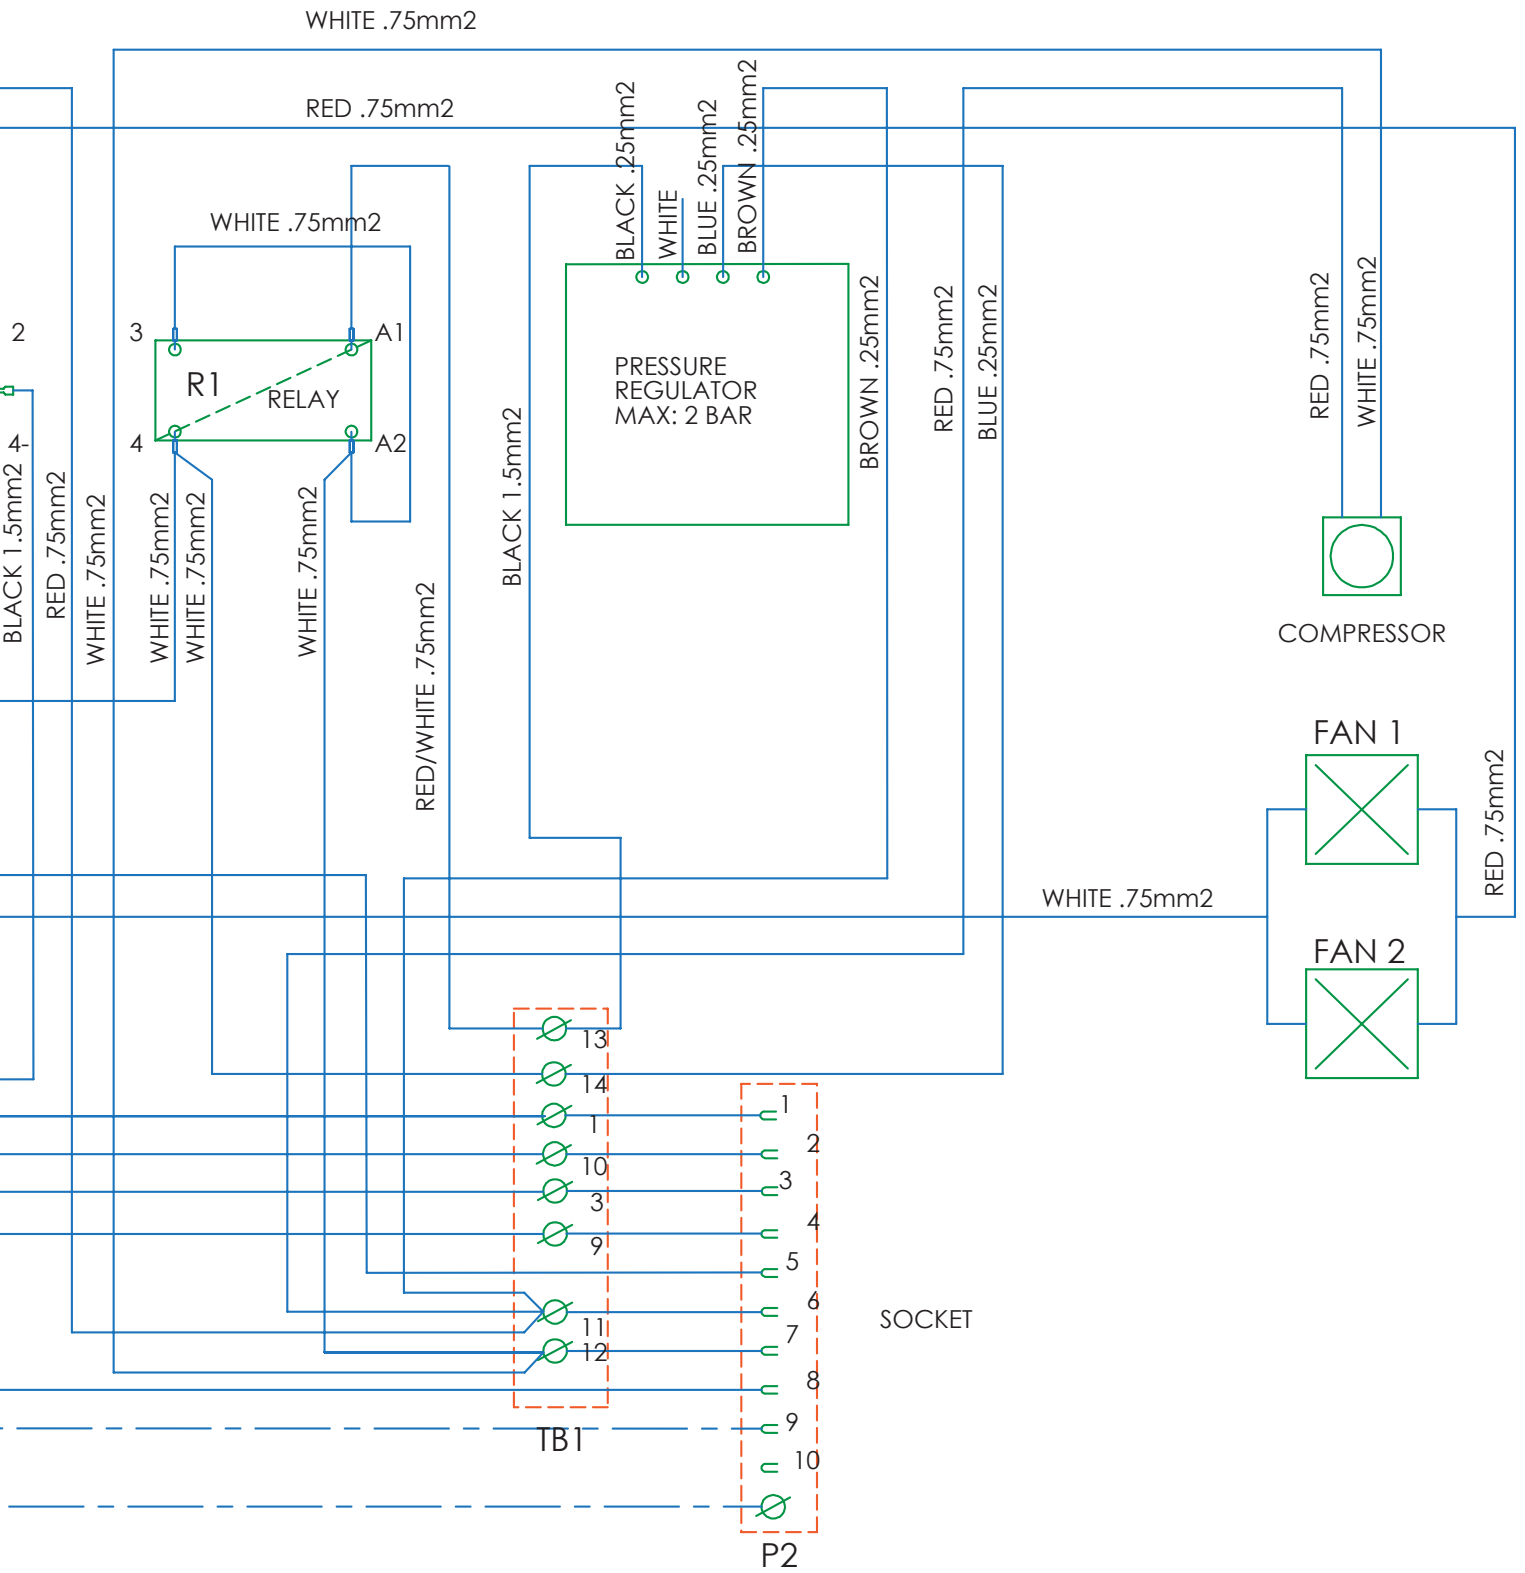 WHITE .75mm2
RED .75mm2
BLACK .25mm2
WHITE
BLUE .25mm2
BROWN .25mm2
WHITE .75mm2
2
3
A1
R1
RELAY
4-
4
A2
PRESSURE
REGULATOR
MAX: 2 BAR
BLACK 1.5mm2
RED .75mm2
WHITE .75mm2
WHITE .75mm2
WHITE .75mm2
WHITE .75mm2
RED/WHITE .75mm2
BLACK 1.5mm2
BROWN .25mm2
RED .75mm2
BLUE .25mm2
RED .75mm2
WHITE .75mm2
COMPRESSOR
FAN 1
RED .75mm2
WHITE .75mm2
FAN 2
13
14
1
10
3
9
11
12
TB1
1
2
3
4
5
6
7
8
9
10
SOCKET
P2